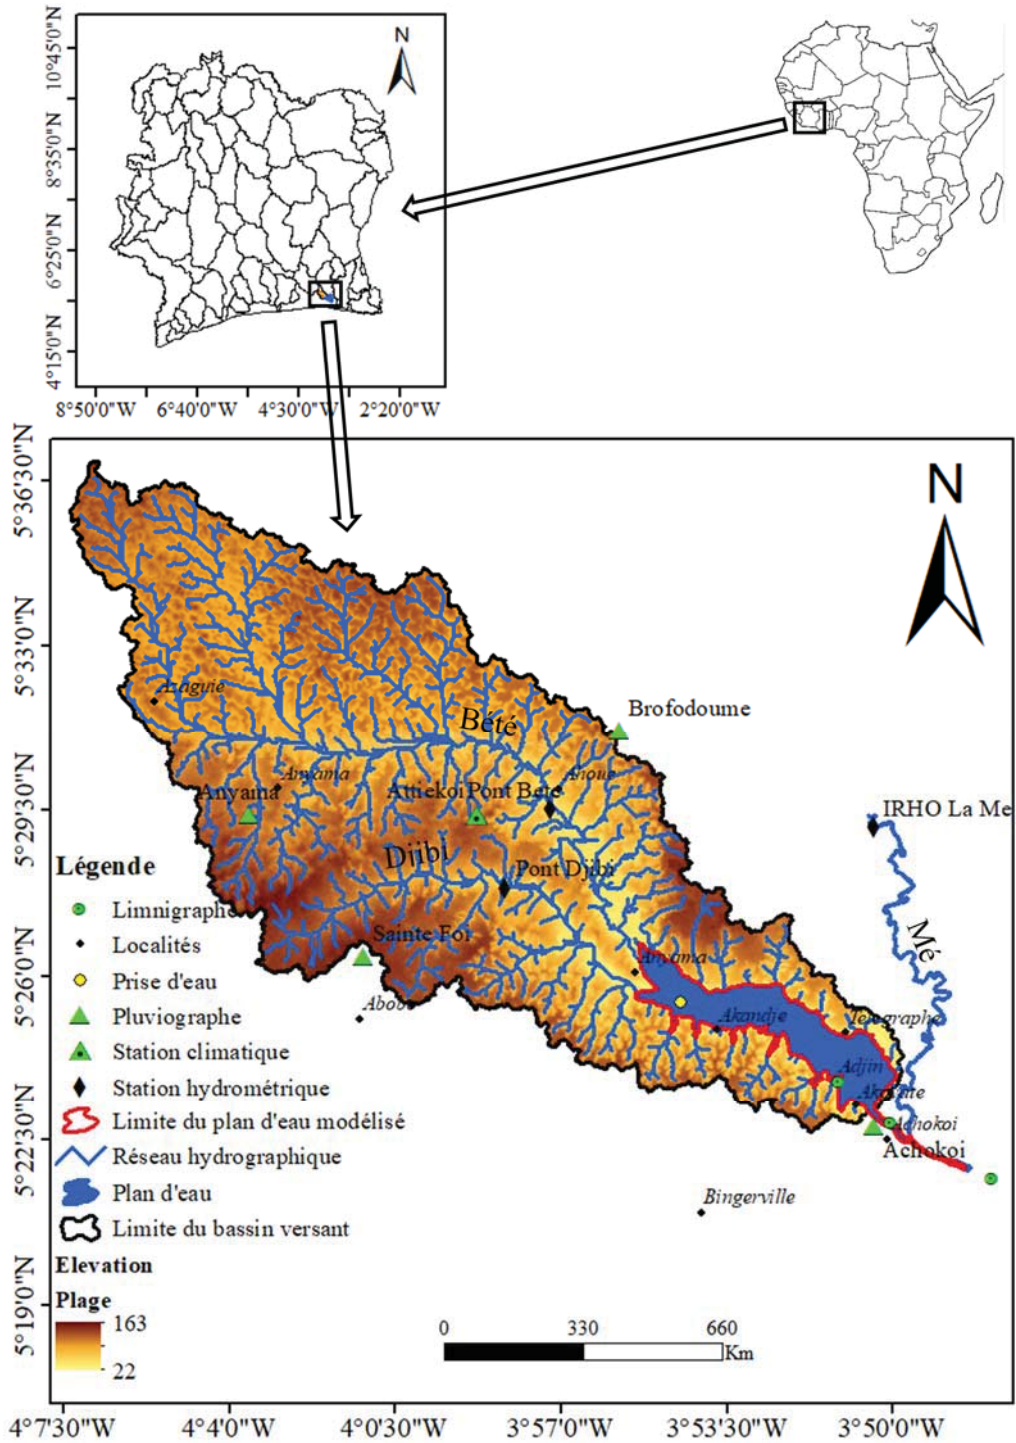 N
10°45'0"N
8°35'0"N
6°25'0"N
4°15'0"N
8°50'0"W
6°40'0"W
4°30'0"W
2°20'0"W
5°36'30"N
5°33'0"N
5°29'30"N
5°26'0"N
5°22'30"N
5°19'0"N
N
Azaguie
Bété
Brofodoume
Anyama
Anyama
Ahoue
Attiekoi
Pont Bete
IRHO La Me
Djibi
Pont Djibi
Mé
Sainte Foi
Anyama
Abobo
Akandje
Telegraphe
Adjin
Achokoi
Achokoi
Bingerville
Légende
Limnigraphe
Localités
Prise d'eau
Pluviographe
Station climatique
Station hydrométrique
Limite du plan d'eau modélisé
Réseau hydrographique
Plan d'eau
Limite du bassin versant
Elevation
Plage
163
22
0 330 660
Km
4°7'30"W
4°4'0"W
4°0'30"W
3°57'0"W
3°53'30"W
3°50'0"W